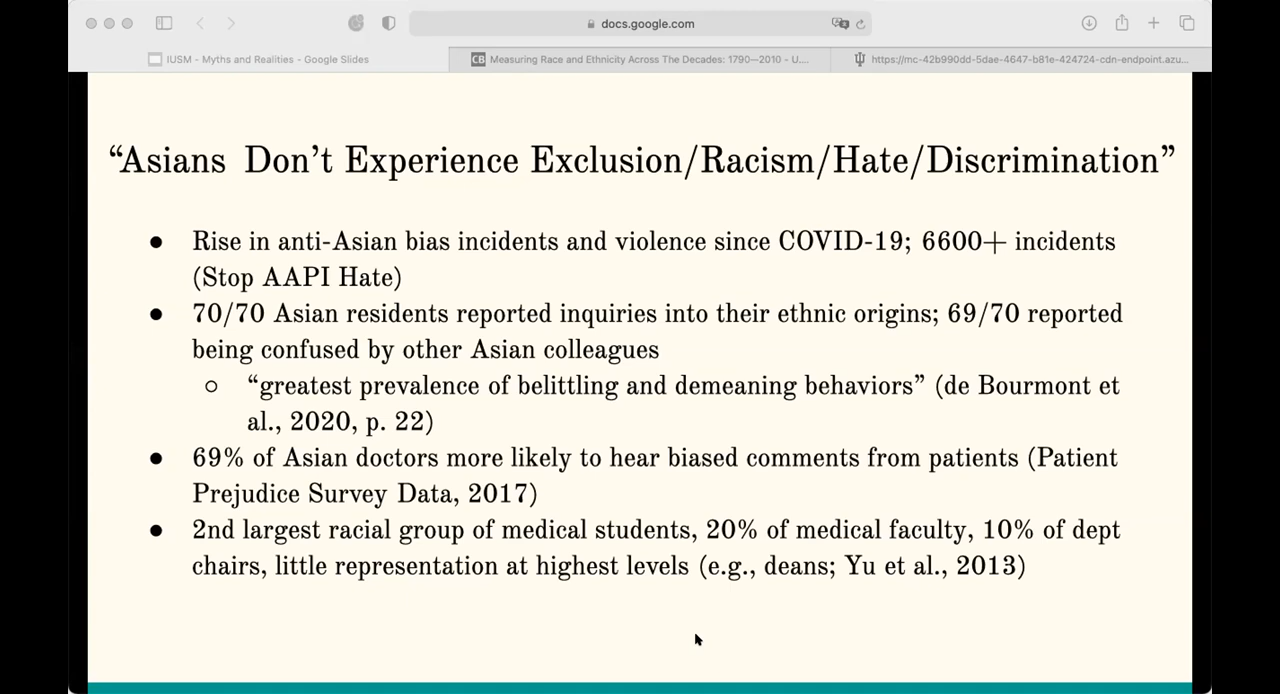 docs.google.com
IUSM - Myths and Realities - Google Slides
CB Measuring Race and Ethnicity Across The Decades: 1790—2010 - U....
https://mc-42b990dd-5dae-4647-b81e-424724-cdn-endpoint.azu...
“Asians Don’t Experience Exclusion/Racism/Hate/Discrimination”
● Rise in anti-Asian bias incidents and violence since COVID-19; 6600+ incidents
(Stop AAPI Hate)
● 70/70 Asian residents reported inquiries into their ethnic origins; 69/70 reported
being confused by other Asian colleagues
○ “greatest prevalence of belittling and demeaning behaviors” (de Bourmont et
al., 2020, p. 22)
● 69% of Asian doctors more likely to hear biased comments from patients (Patient
Prejudice Survey Data, 2017)
● 2nd largest racial group of medical students, 20% of medical faculty, 10% of dept
chairs, little representation at highest levels (e.g., deans; Yu et al., 2013)